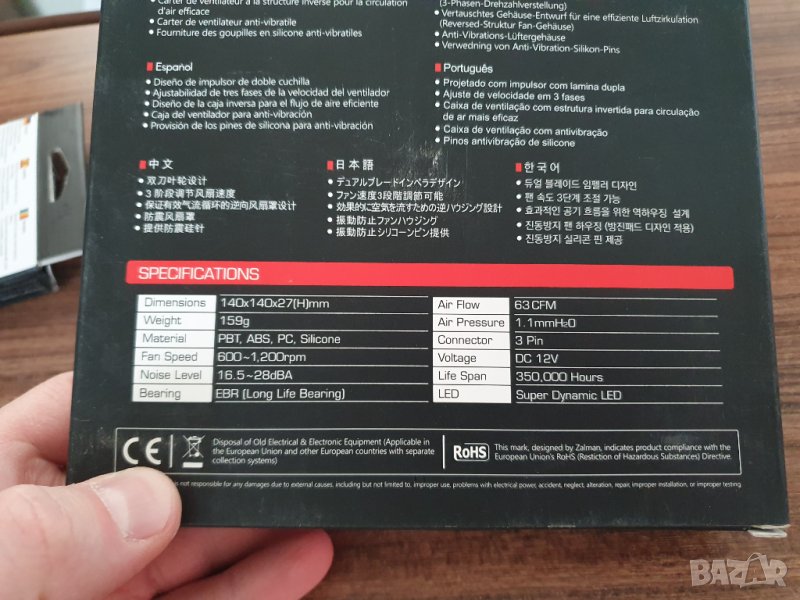 Carter de ventilateur à la structure inversé pour la circulation
d'air efficace
• Carter de ventilateur anti-vibratile
• Fourniture des goupilles en silicone anti-vibratiles
Español
• Diseño de impulsor de doble cuchilla
• Ajustabilidad de tres fases de la velocidad del ventilador
• Diseño de la caja inversa para el flujo de aire eficiente
• Caja del ventilador para anti-vibración
• Provisión de los pines de silicona para anti-vibración
(3-Phasen-Drehzahlverstellung)
• Vertauschtes Gehäuse-Entwurf für eine effiziente Luftzirkulation
(Reversed-Struktur Fan-Gehäuse)
• Anti-Vibrations-Lüftergehäuse
• Verwednung von Anti-Vibration-Silikon-Pins
Português
• Projetado com impulsor com lamina dupla
• Ajuste de velocidade em 3 fases
• Caixa de ventilação com estrutura invertida para circulação
de ar mais eficaz
• Caixa de ventilação com antivibração
• Pinos antivibração de silicone
中文
• 双刀叶轮设计
• 3 阶段调节风扇速度
• 保证有效气流循环的逆向风扇罩设计
• 防震风扇罩
• 提供防震硅针
日本語
• デュアルブレードインペラデザイン
• ファン速度3段階調節可能
• 効果的に空気を流すための逆ハウジング設計
• 振動防止ファンハウジング
• 振動防止シリコーンピン提供
한국어
• 듀얼 블레이드 임펠러 디자인
• 팬 속도 3단계 조절 가능
• 효과적인 공기 흐름을 위한 역하우징 설계
• 진동방지 팬 하우징 (방진패드 디자인 적용)
• 진동방지 실리콘 핀 제공
SPECIFICATIONS
Dimensions 140x140x27(H)mm
Weight 159g
Material PBT, ABS, PC, Silicone
Fan Speed 600~1,200rpm
Noise Level 16.5~28dBA
Bearing EBR (Long Life Bearing)
Air Flow 63 CFM
Air Pressure 1.1mmH2O
Connector 3 Pin
Voltage DC 12V
Life Span 350,000 Hours
LED Super Dynamic LED
CE
Disposal of Old Electrical & Electronic Equipment (Applicable in
the European Union and other European countries with separate
collection systems)
RoHS
This mark, designed by Zalman, indicates product compliance with the
European Union's RoHS (Restiction of Hazardous Substances) Directive.
is not responsible for any damages due to external causes, including but not limited to, improper use, problems with electrical power, accident, neglect, alteration, repair, improper installation, or improper testing
BAZAR